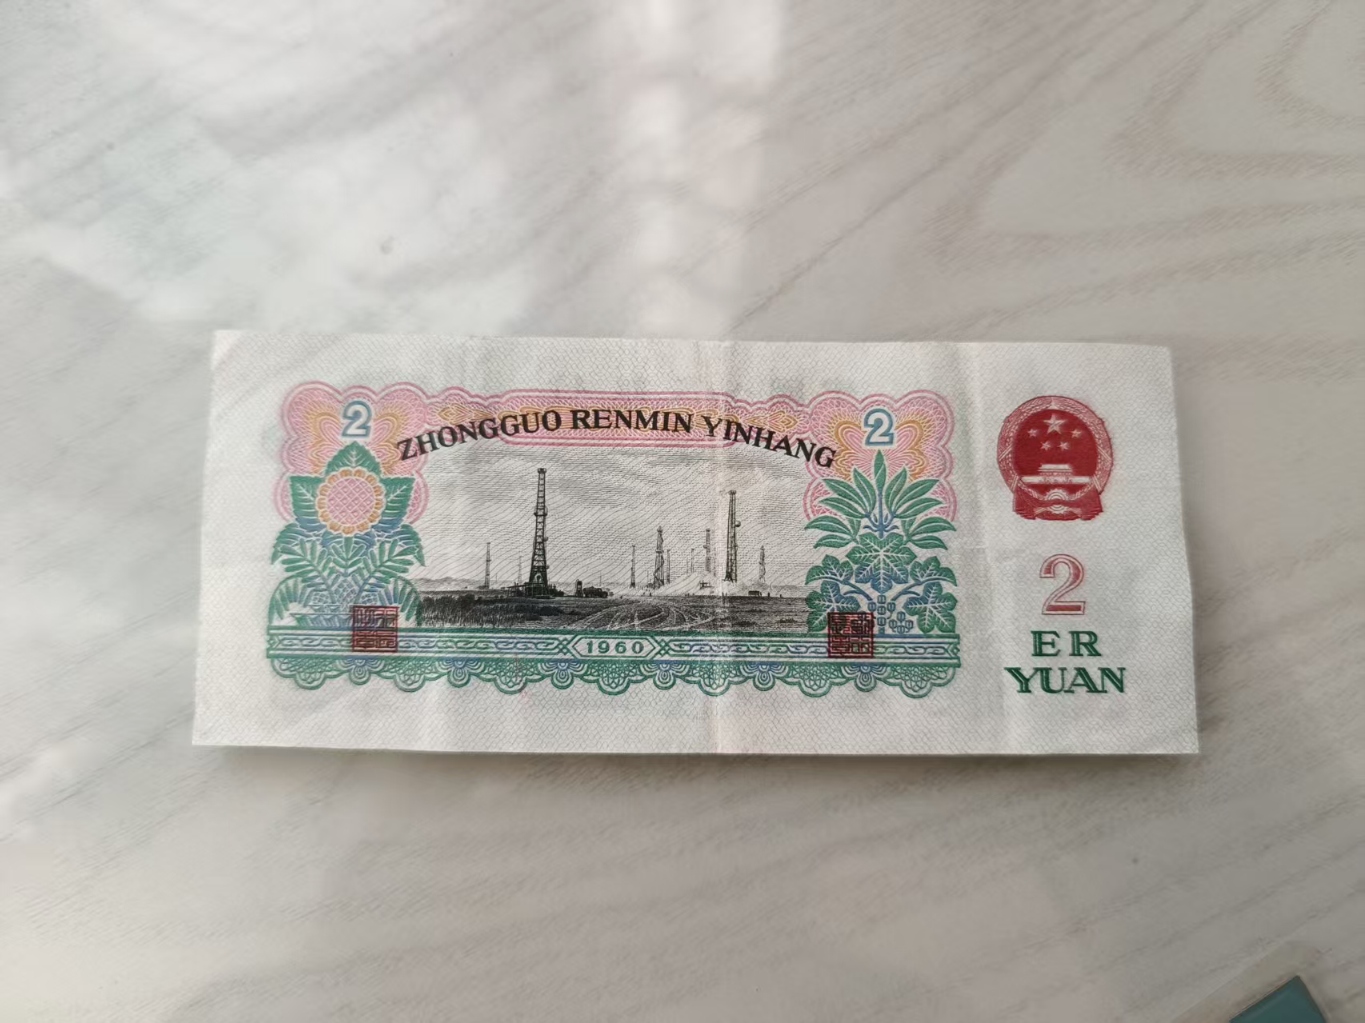 2
2
ZHONGGUO RENMIN YINHANG
1960
2
ER
YUAN